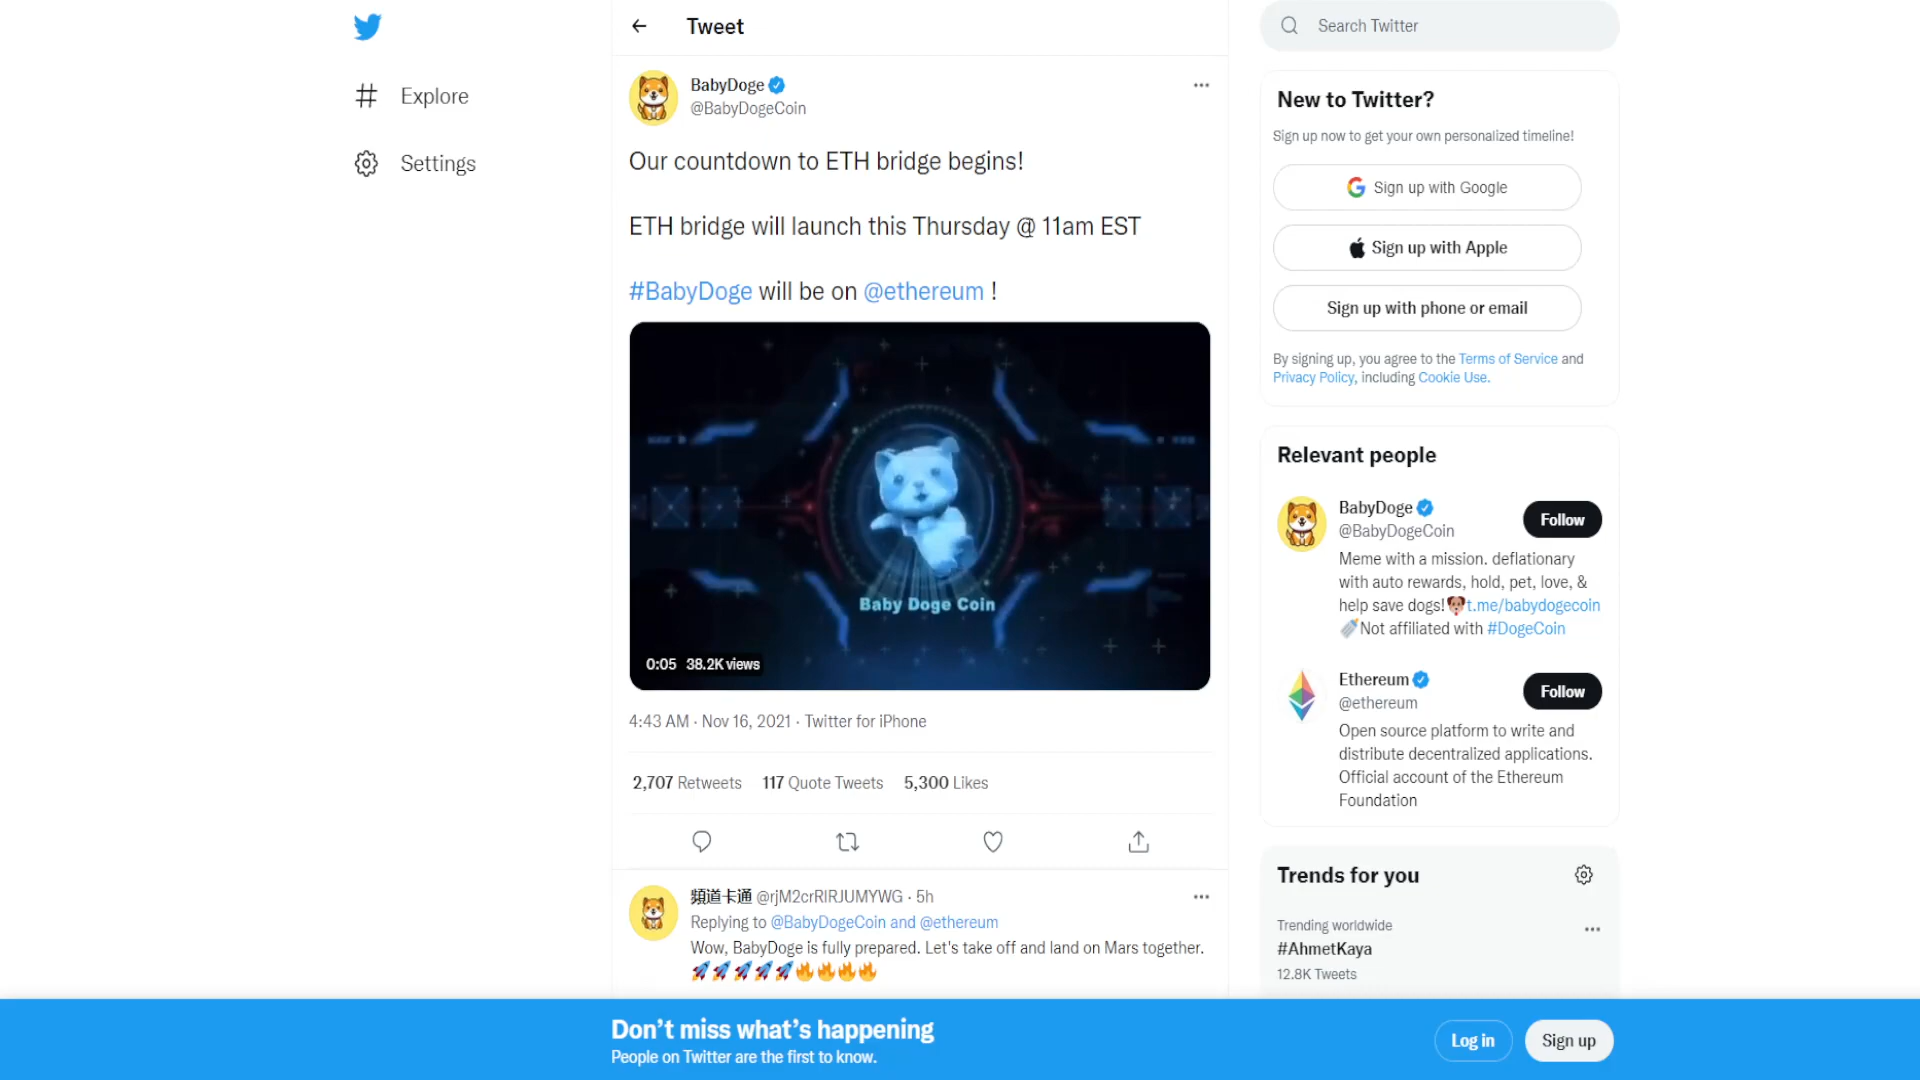 Tweet
Search Twitter
Explore
Settings
BabyDoge
@BabyDogeCoin
Our countdown to ETH bridge begins!
ETH bridge will launch this Thursday @ 11am EST
#BabyDoge will be on @ethereum !
Baby Doge Coin
0:05 38.2K views
4:43 AM · Nov 16, 2021 · Twitter for iPhone
2,707 Retweets 117 Quote Tweets 5,300 Likes
頻道卡通 @rjM2crRIRJUMYWG · 5h
Replying to @BabyDogeCoin and @ethereum
Wow, BabyDoge is fully prepared. Let's take off and land on Mars together.
🚀🚀🚀🚀🚀🔥🔥🔥🔥
New to Twitter?
Sign up now to get your own personalized timeline!
Sign up with Google
Sign up with Apple
Sign up with phone or email
By signing up, you agree to the Terms of Service and
Privacy Policy, including Cookie Use.
Relevant people
BabyDoge
@BabyDogeCoin
Follow
Meme with a mission. deflationary
with auto rewards, hold, pet, love, &
help save dogs!🐶t.me/babydogecoin
🍼Not affiliated with #DogeCoin
Ethereum
@ethereum
Follow
Open source platform to write and
distribute decentralized applications.
Official account of the Ethereum
Foundation
Trends for you
Trending worldwide
#AhmetKaya
12.8K Tweets
Don't miss what's happening
People on Twitter are the first to know.
Log in
Sign up